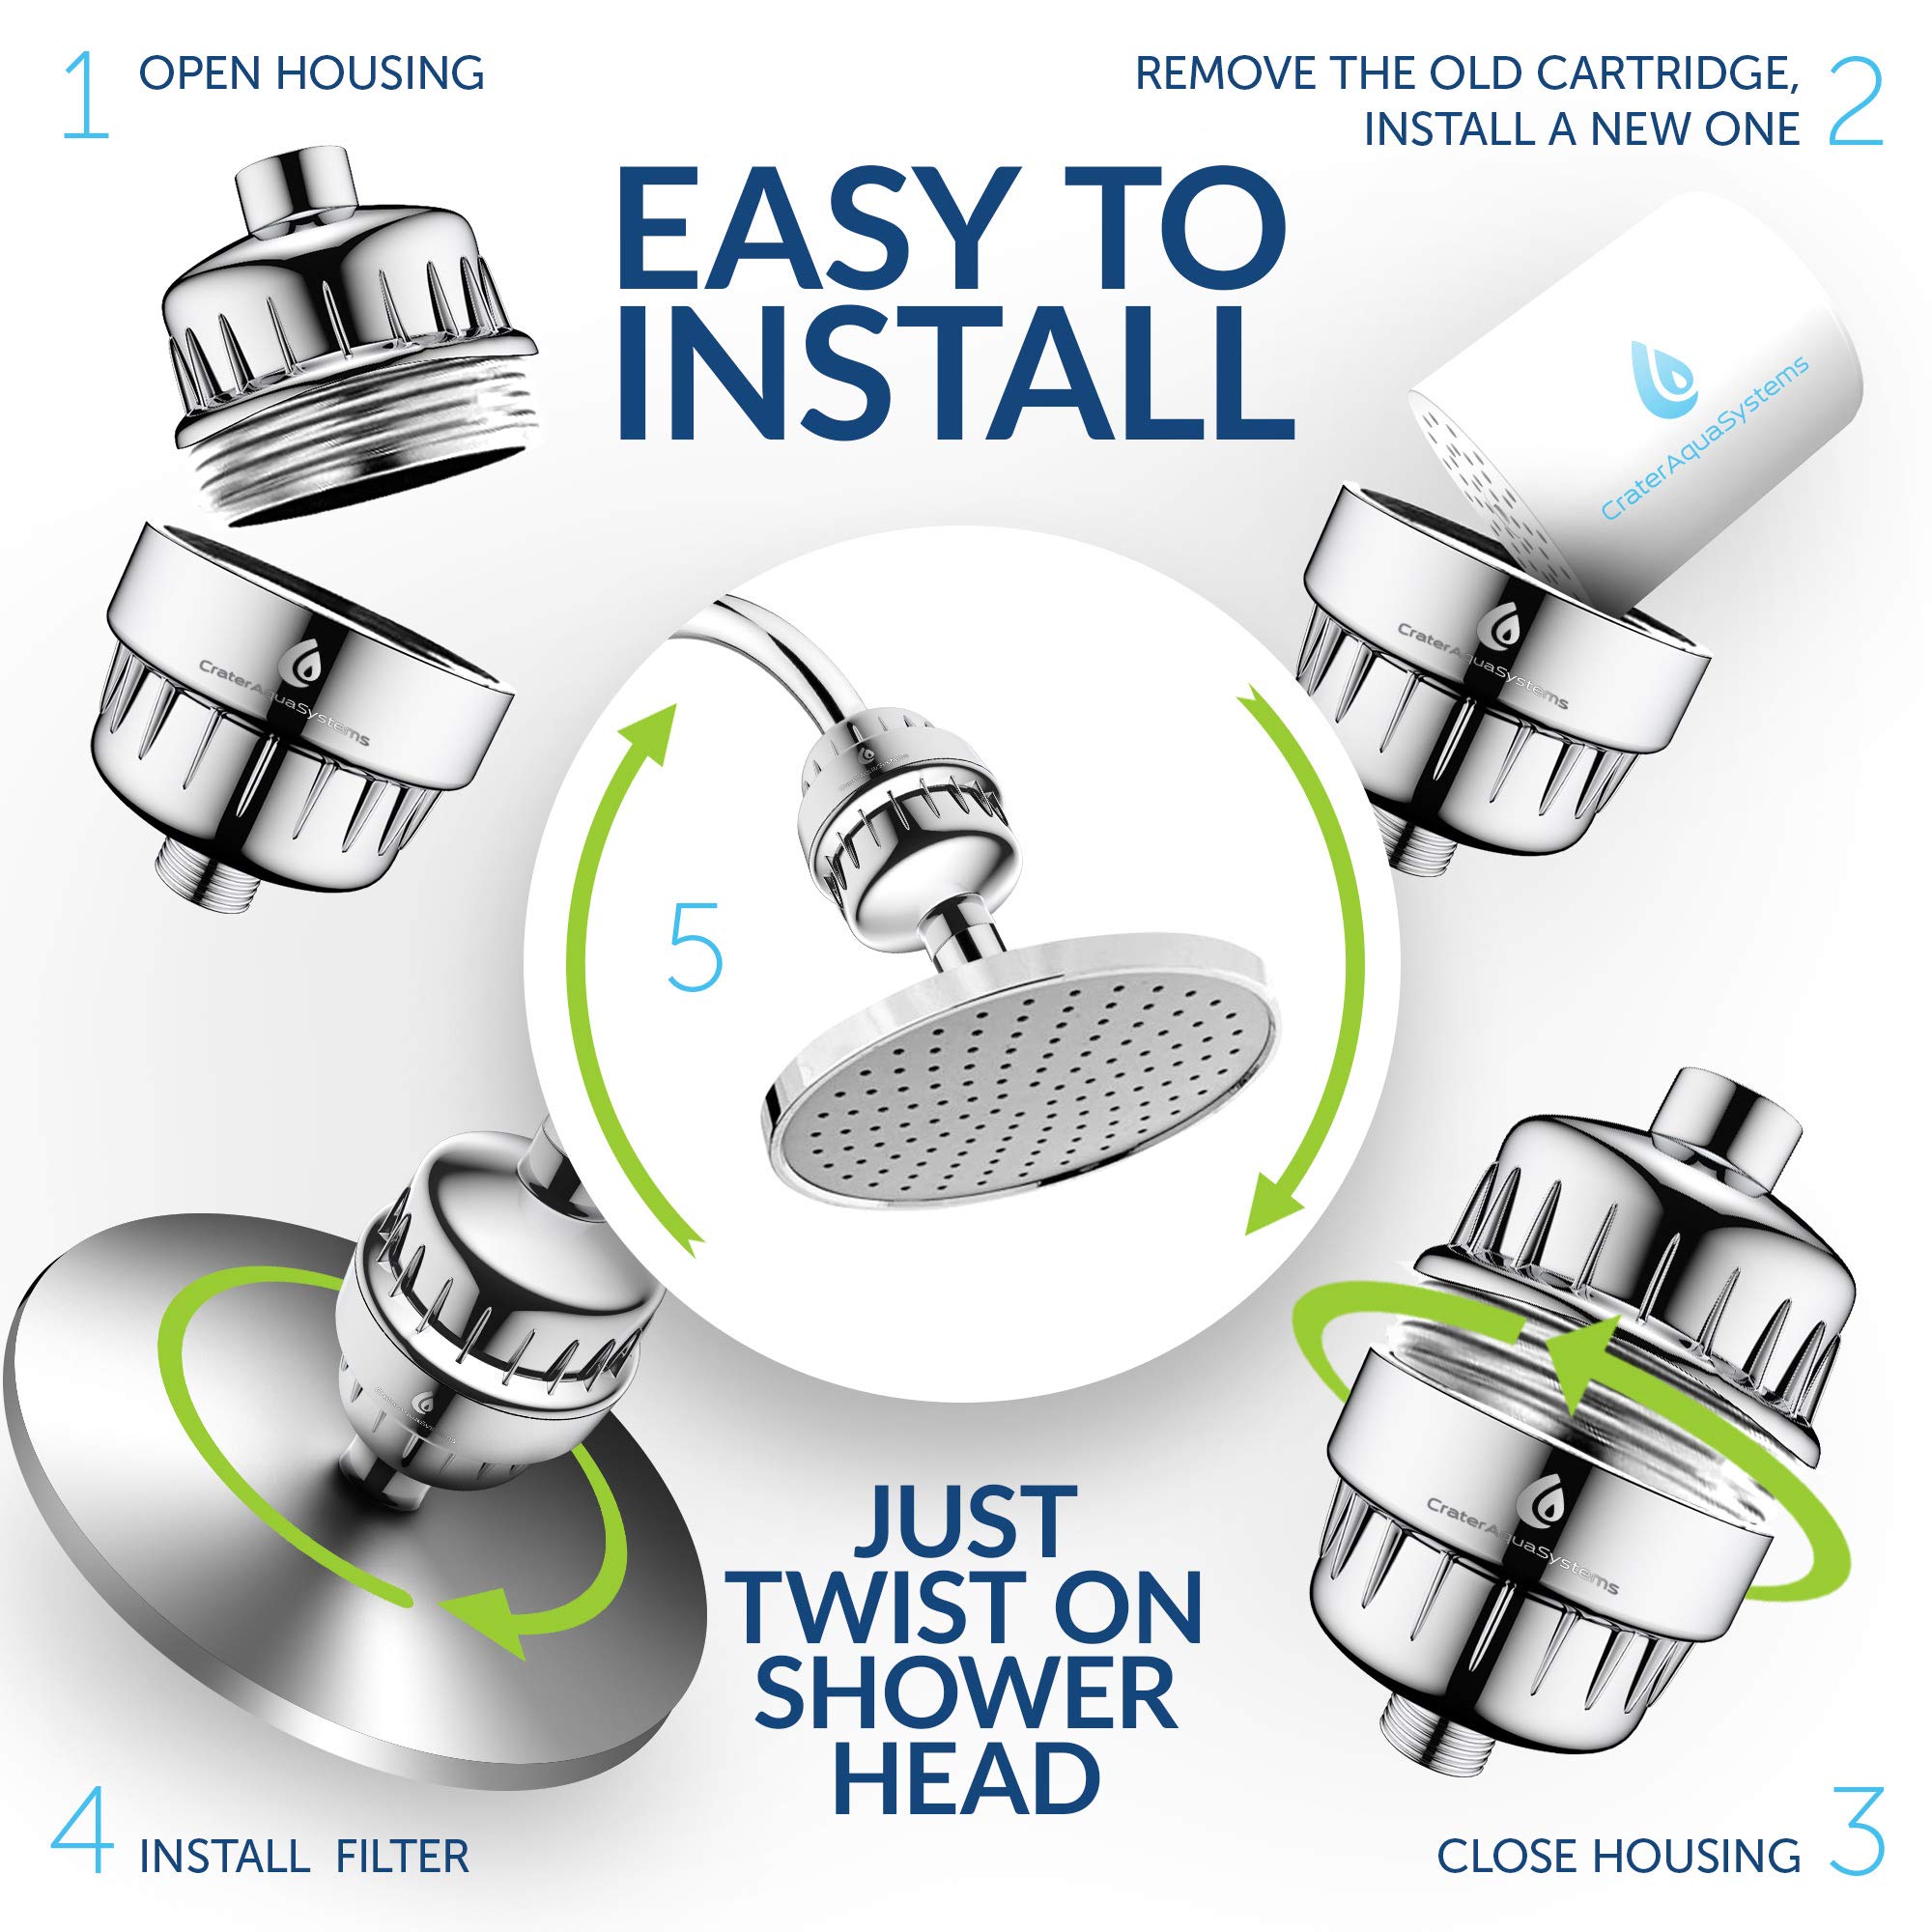 1 OPEN HOUSING
REMOVE THE OLD CARTRIDGE,
INSTALL A NEW ONE 2
EASY TO
INSTALL
CraterAquaSystems
CraterAquaSystems
CraterAquaSystems
5
CraterAquaSystems
JUST
TWIST ON
SHOWER
HEAD
4 INSTALL FILTER
CLOSE HOUSING 3